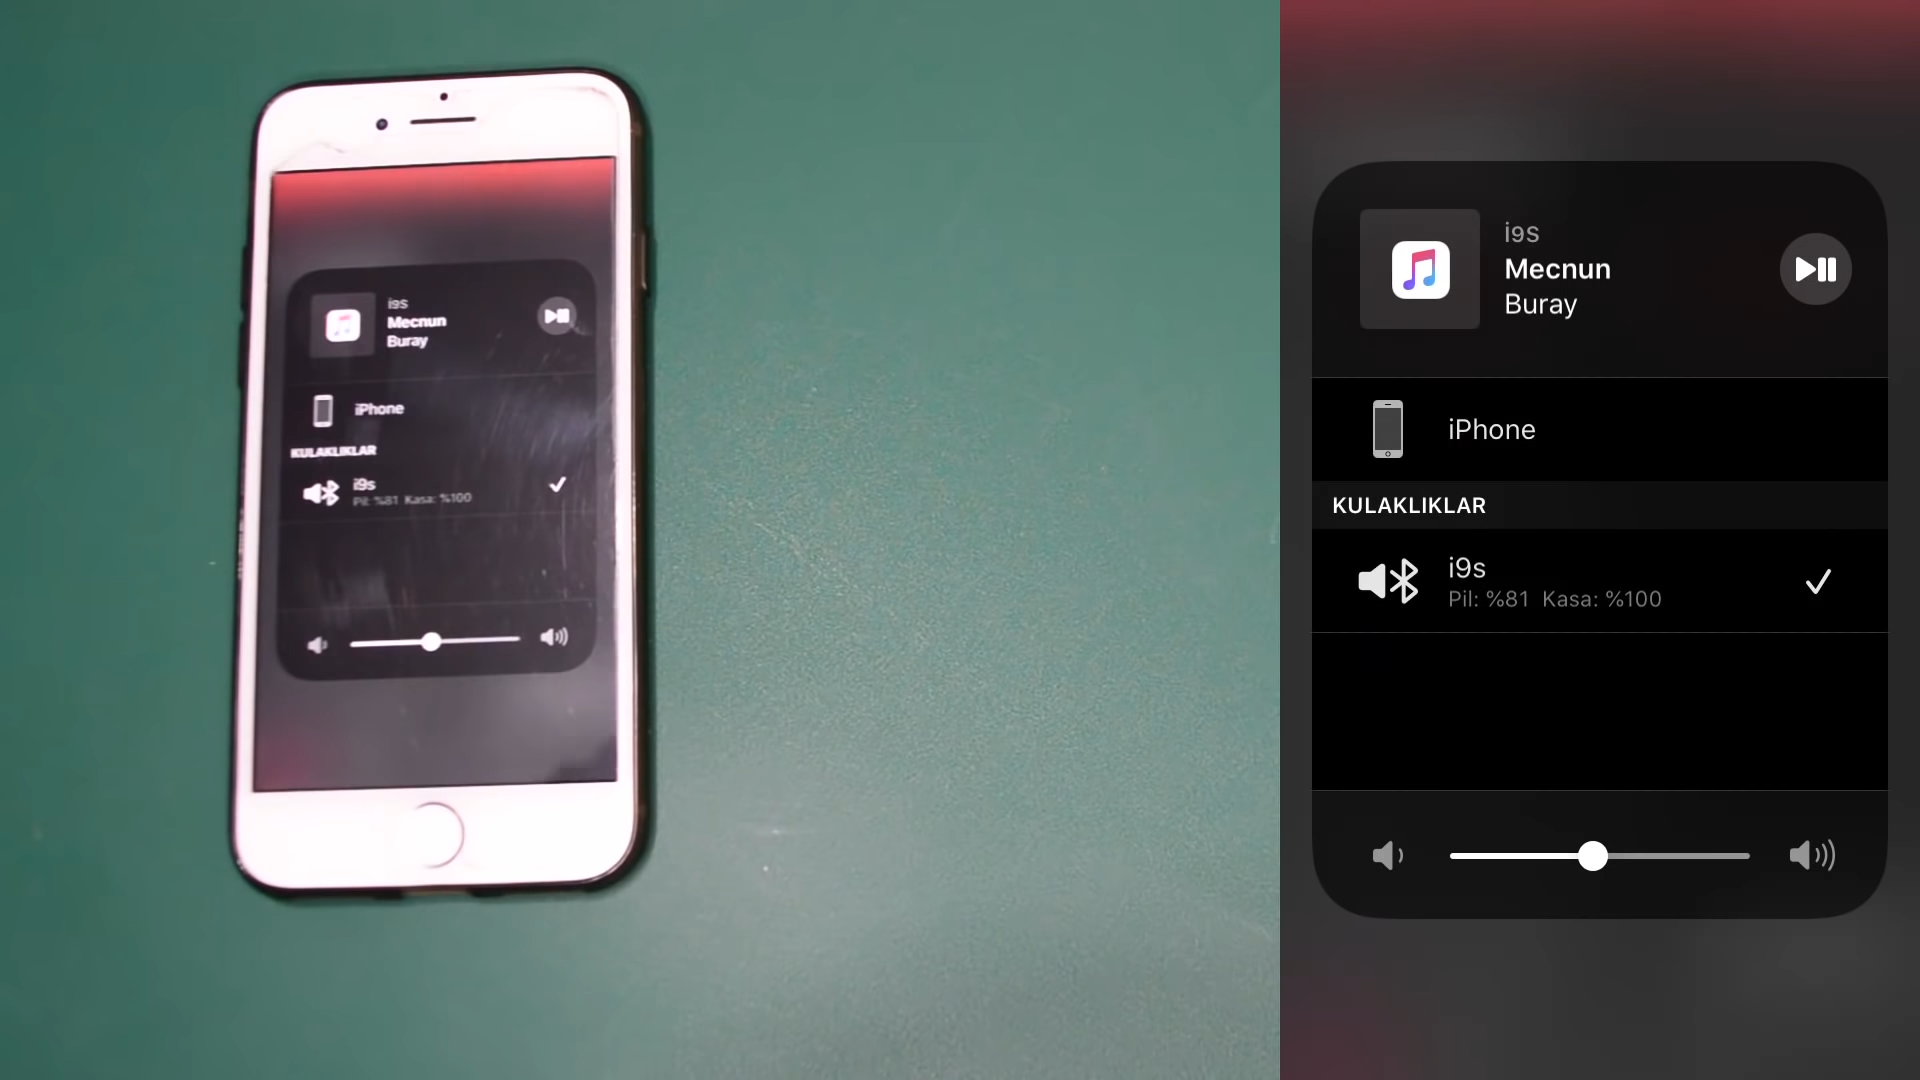 i9S
Mecnun
Buray
iPhone
KULAKLIKLAR
i9s
Pil: %81 Kasa: %100
i9S
Mecnun
Buray
iPhone
KULAKLIKLAR
i9s
Pil: %81 Kasa: %100